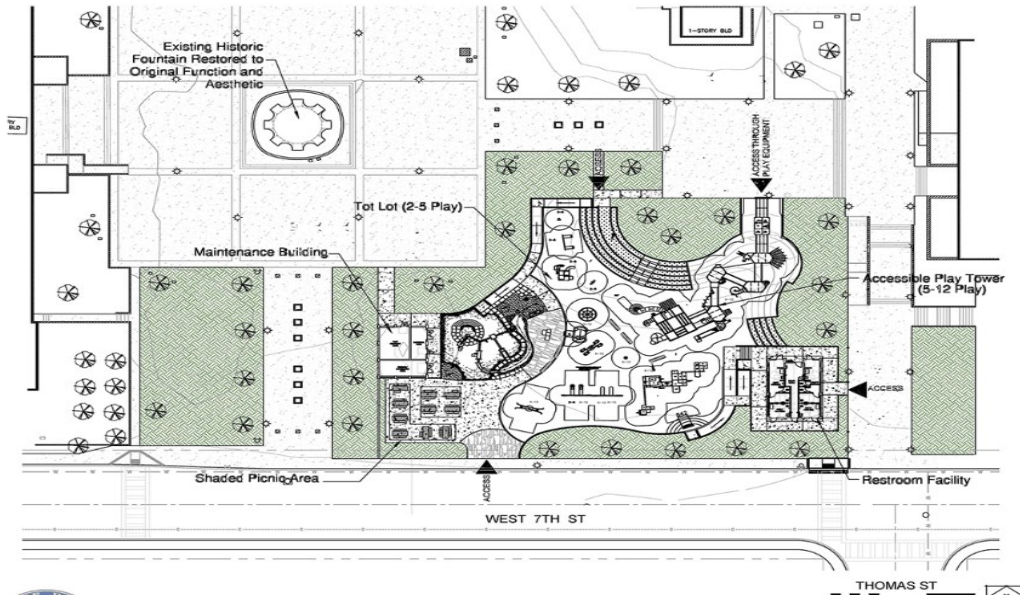 Existing Historic
Fountain Restored to
Original Function and
Aesthetic
1-STORY BLD
ACCESS
ACCESS THROUGH
PLAY EQUIPMENT
Tot Lot (2-5 Play)
Maintenance Building
Accessible Play Tower
(5-12 Play)
ACCESS
Shaded Picnic Area
ACCESS
Restroom Facility
WEST 7TH ST
THOMAS ST